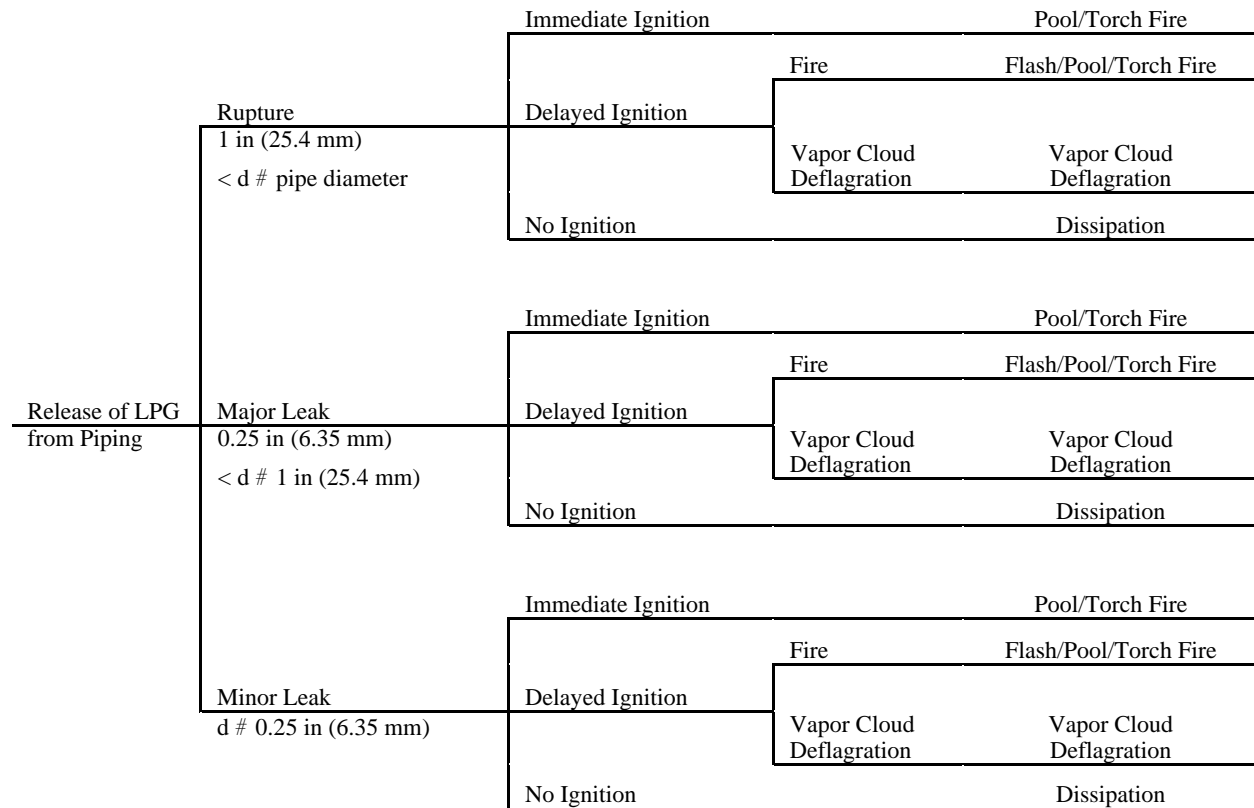 Immediate Ignition Pool/Torch Fire
Fire Flash/Pool/Torch Fire
Rupture Delayed Ignition
1 in (25.4 mm)
Vapor Cloud Vapor Cloud
< d # pipe diameter Deflagration Deflagration
No Ignition Dissipation
Immediate Ignition Pool/Torch Fire
Fire Flash/Pool/Torch Fire
Release of LPG Major Leak Delayed Ignition
from Piping 0.25 in (6.35 mm) Vapor Cloud Vapor Cloud
Deflagration Deflagration
< d # 1 in (25.4 mm)
No Ignition Dissipation
Immediate Ignition Pool/Torch Fire
Fire Flash/Pool/Torch Fire
Minor Leak Delayed Ignition
d # 0.25 in (6.35 mm) Vapor Cloud Vapor Cloud
Deflagration Deflagration
No Ignition Dissipation